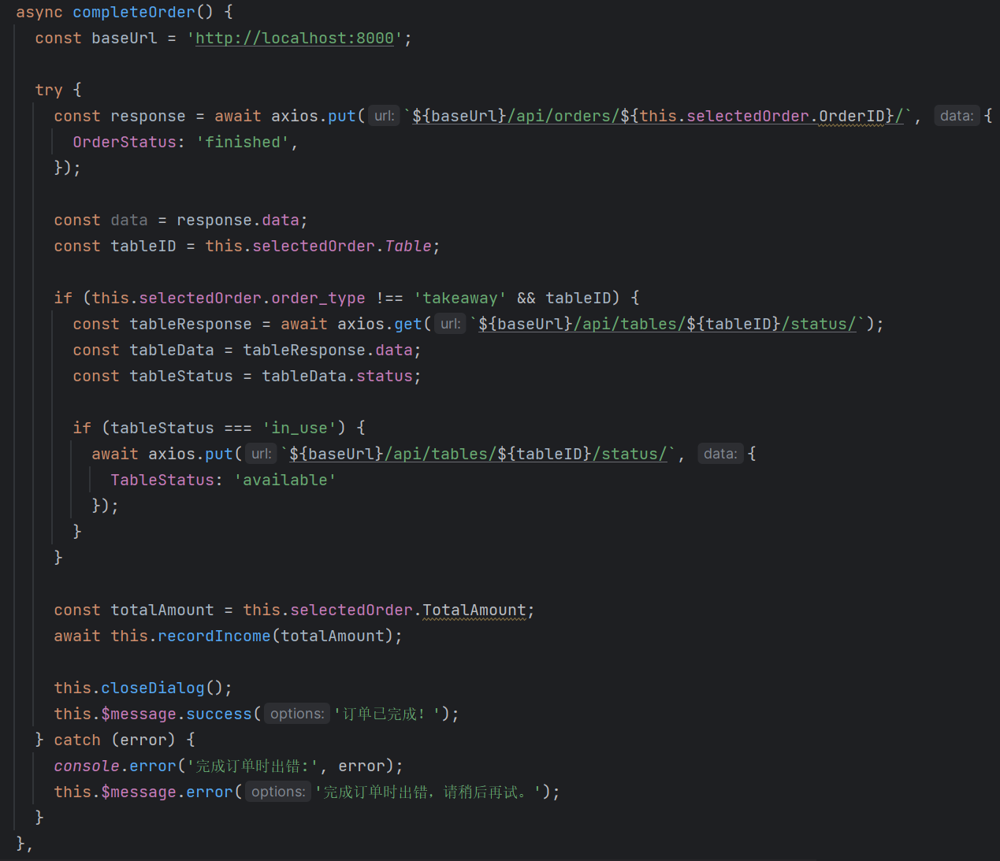 async completeOrder() {
const baseUrl = 'http://localhost:8000';
try {
const response = await axios.put( url: `${baseUrl}/api/orders/${this.selectedOrder.OrderID}/`, data: {
OrderStatus: 'finished',
});
const data = response.data;
const tableID = this.selectedOrder.Table;
if (this.selectedOrder.order_type !== 'takeaway' && tableID) {
const tableResponse = await axios.get( url: `${baseUrl}/api/tables/${tableID}/status/`);
const tableData = tableResponse.data;
const tableStatus = tableData.status;
if (tableStatus === 'in_use') {
await axios.put( url: `${baseUrl}/api/tables/${tableID}/status/`, data: {
TableStatus: 'available'
});
}
}
const totalAmount = this.selectedOrder.TotalAmount;
await this.recordIncome(totalAmount);
this.closeDialog();
this.$message.success( options: '订单已完成！');
} catch (error) {
console.error('完成订单时出错:', error);
this.$message.error( options: '完成订单时出错，请稍后再试。');
}
},